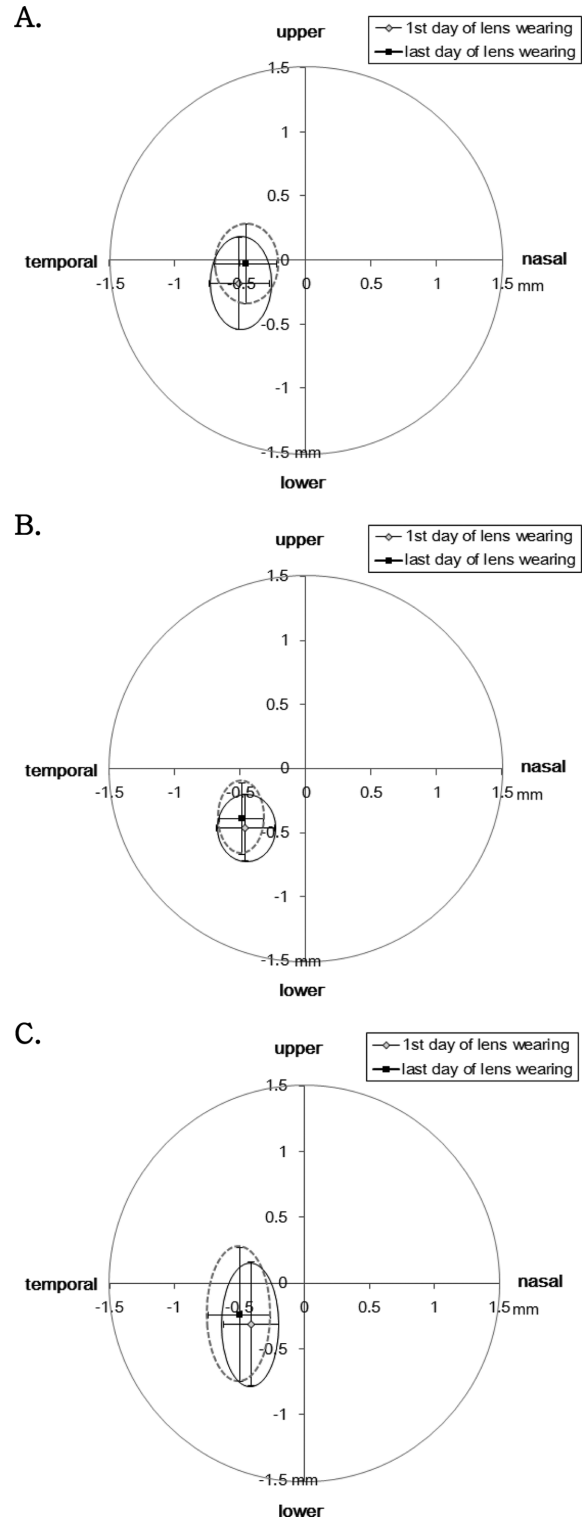 A.
upper
1st day of lens wearing
last day of lens wearing
1.5
1
0.5
temporal
0
nasal
-1.5
-1
-0.5
0
0.5
1
1.5 mm
-0.5
-1
-1.5 mm
lower
B.
upper
1st day of lens wearing
last day of lens wearing
1.5
1
0.5
temporal
0
nasal
-1.5
-1
-0.5
0
0.5
1
1.5
mm
-0.5
-1
-1.5 mm
lower
C.
upper
1st day of lens wearing
last day of lens wearing
1.5
1
0.5
temporal
0
nasal
-1.5
-1
-0.5
0
0.5
1
1.5 mm
-0.5
-1
-1.5 mm
lower